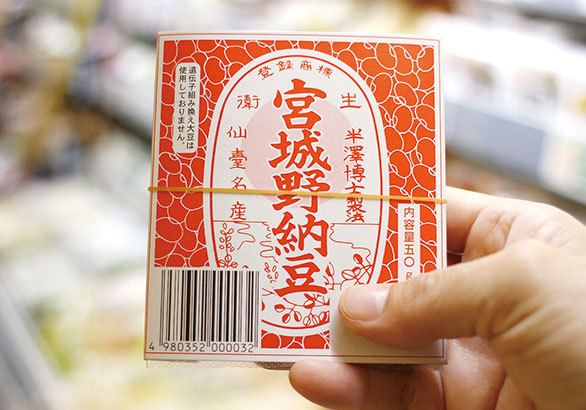 登録商標
衛生
宮城野納豆
半澤博士製法
仙臺名産
遺伝子組み換え大豆は
使用しておりません。
内容量五〇g
4 980352 000032